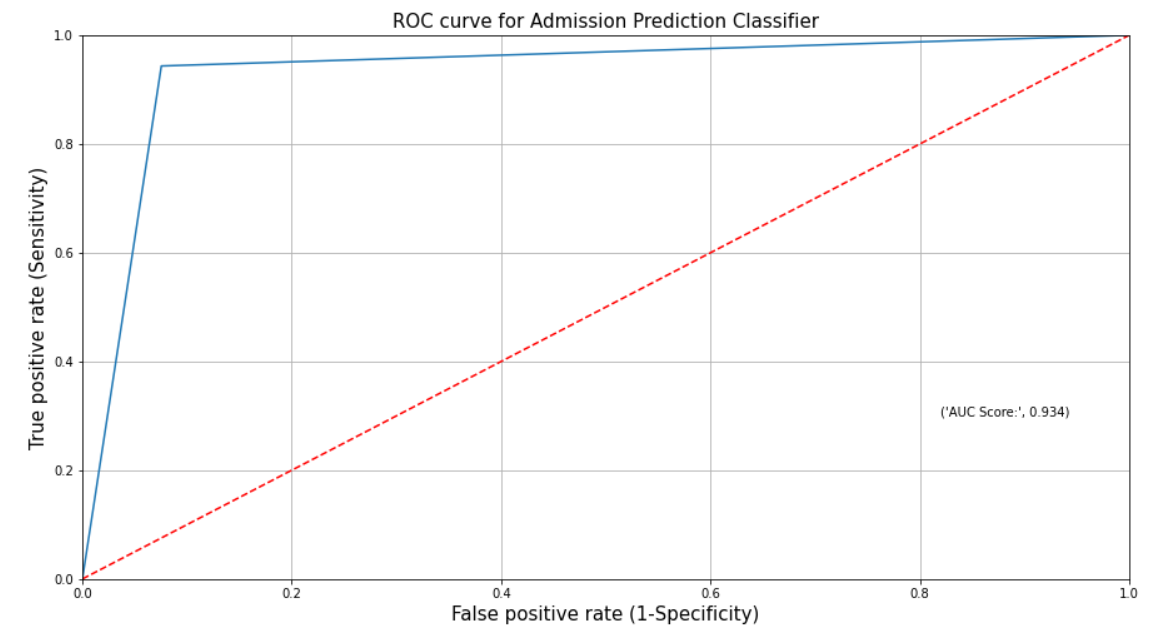 ROC curve for Admission Prediction Classifier
True positive rate (Sensitivity)
1.0
0.8
0.6
0.4
0.2
0.0
('AUC Score:', 0.934)
0.0 0.2 0.4 0.6 0.8 1.0
False positive rate (1-Specificity)